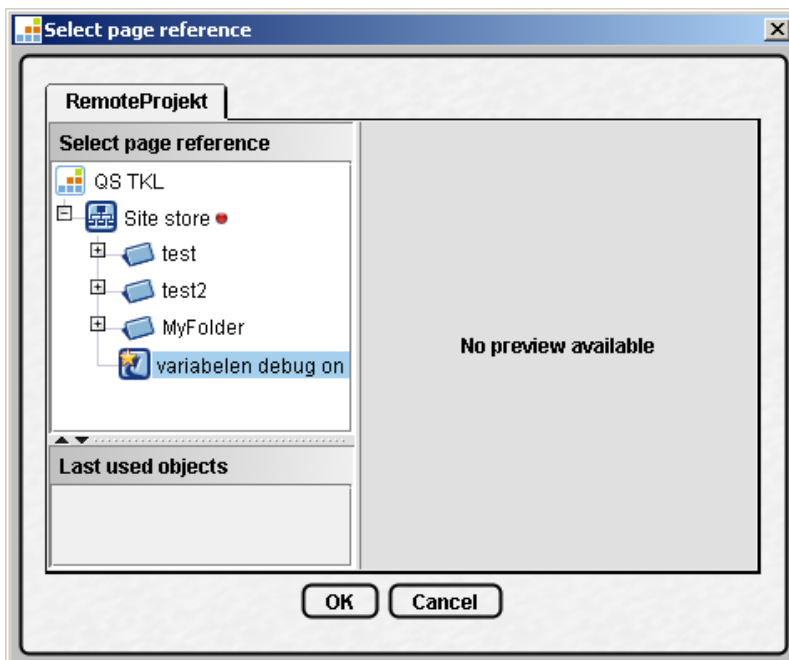 Select page reference
RemoteProjekt
Select page reference
QS TKL
Site store
test
test2
MyFolder
variabelen debug on
Last used objects
No preview available
OK Cancel